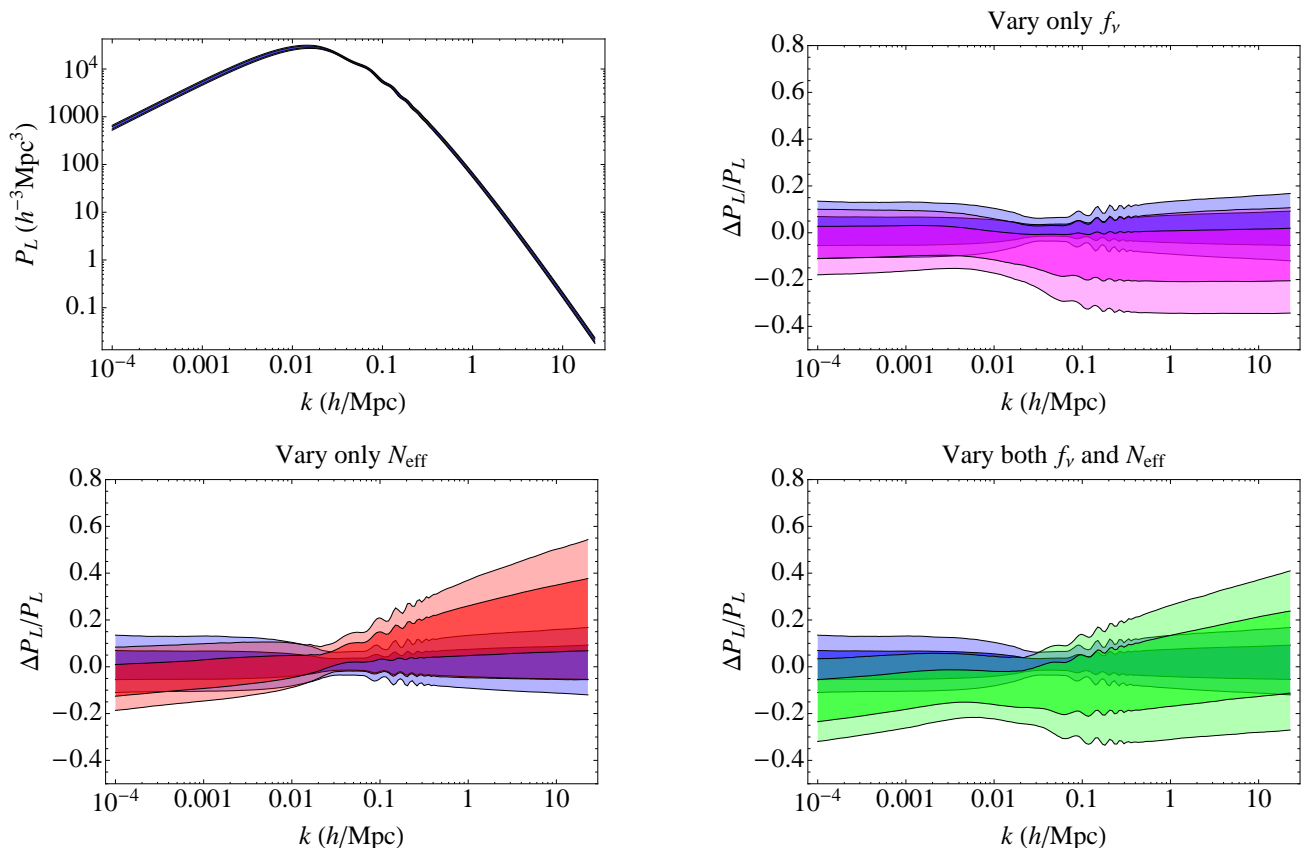 10⁴
1000
100
10
1
0.1
P_L (h⁻³Mpc³)
10⁻⁴ 0.001 0.01 0.1 1 10
k (h/Mpc)
Vary only f_ν
0.8
0.6
0.4
0.2
0.0
−0.2
−0.4
ΔP_L/P_L
10⁻⁴ 0.001 0.01 0.1 1 10
k (h/Mpc)
Vary only N_eff
0.8
0.6
0.4
0.2
0.0
−0.2
−0.4
ΔP_L/P_L
10⁻⁴ 0.001 0.01 0.1 1 10
k (h/Mpc)
Vary both f_ν and N_eff
0.8
0.6
0.4
0.2
0.0
−0.2
−0.4
ΔP_L/P_L
10⁻⁴ 0.001 0.01 0.1 1 10
k (h/Mpc)